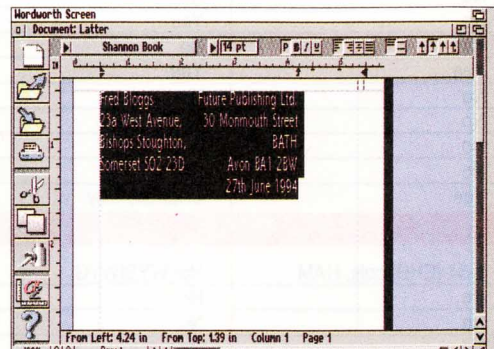 Wordworth Screen
Document: Latter
Shannon Book 14 pt P B I U
IN 0
Fred Bloggs Future Publishing Ltd.
23a West Avenue, 30 Monmouth Street
Bishops Stoughton, BATH
Somerset SO2 23D Avon BA1 2BW
27th June 1994
From Left: 4.24 in From Top: 1.39 in Column 1 Page 1